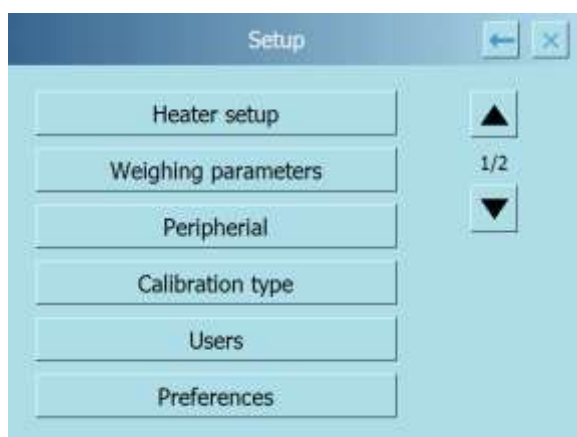 Setup
Heater setup
Weighing parameters
1/2
Peripherial
Calibration type
Users
Preferences